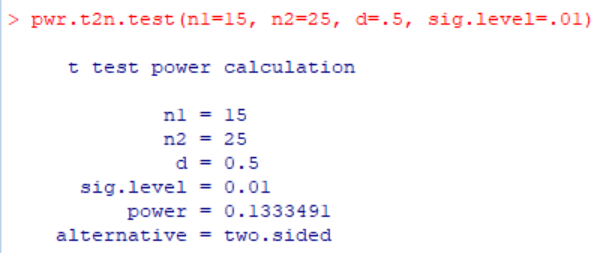 > pwr.t2n.test(n1=15, n2=25, d=.5, sig.level=.01)
t test power calculation
n1 = 15
n2 = 25
d = 0.5
sig.level = 0.01
power = 0.1333491
alternative = two.sided